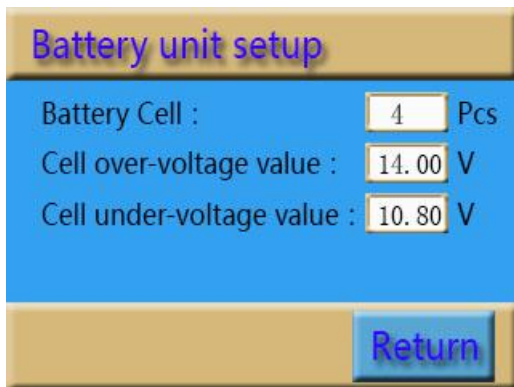 Battery unit setup
Battery Cell : 4 Pcs
Cell over-voltage value : 14.00 V
Cell under-voltage value : 10.80 V
Return